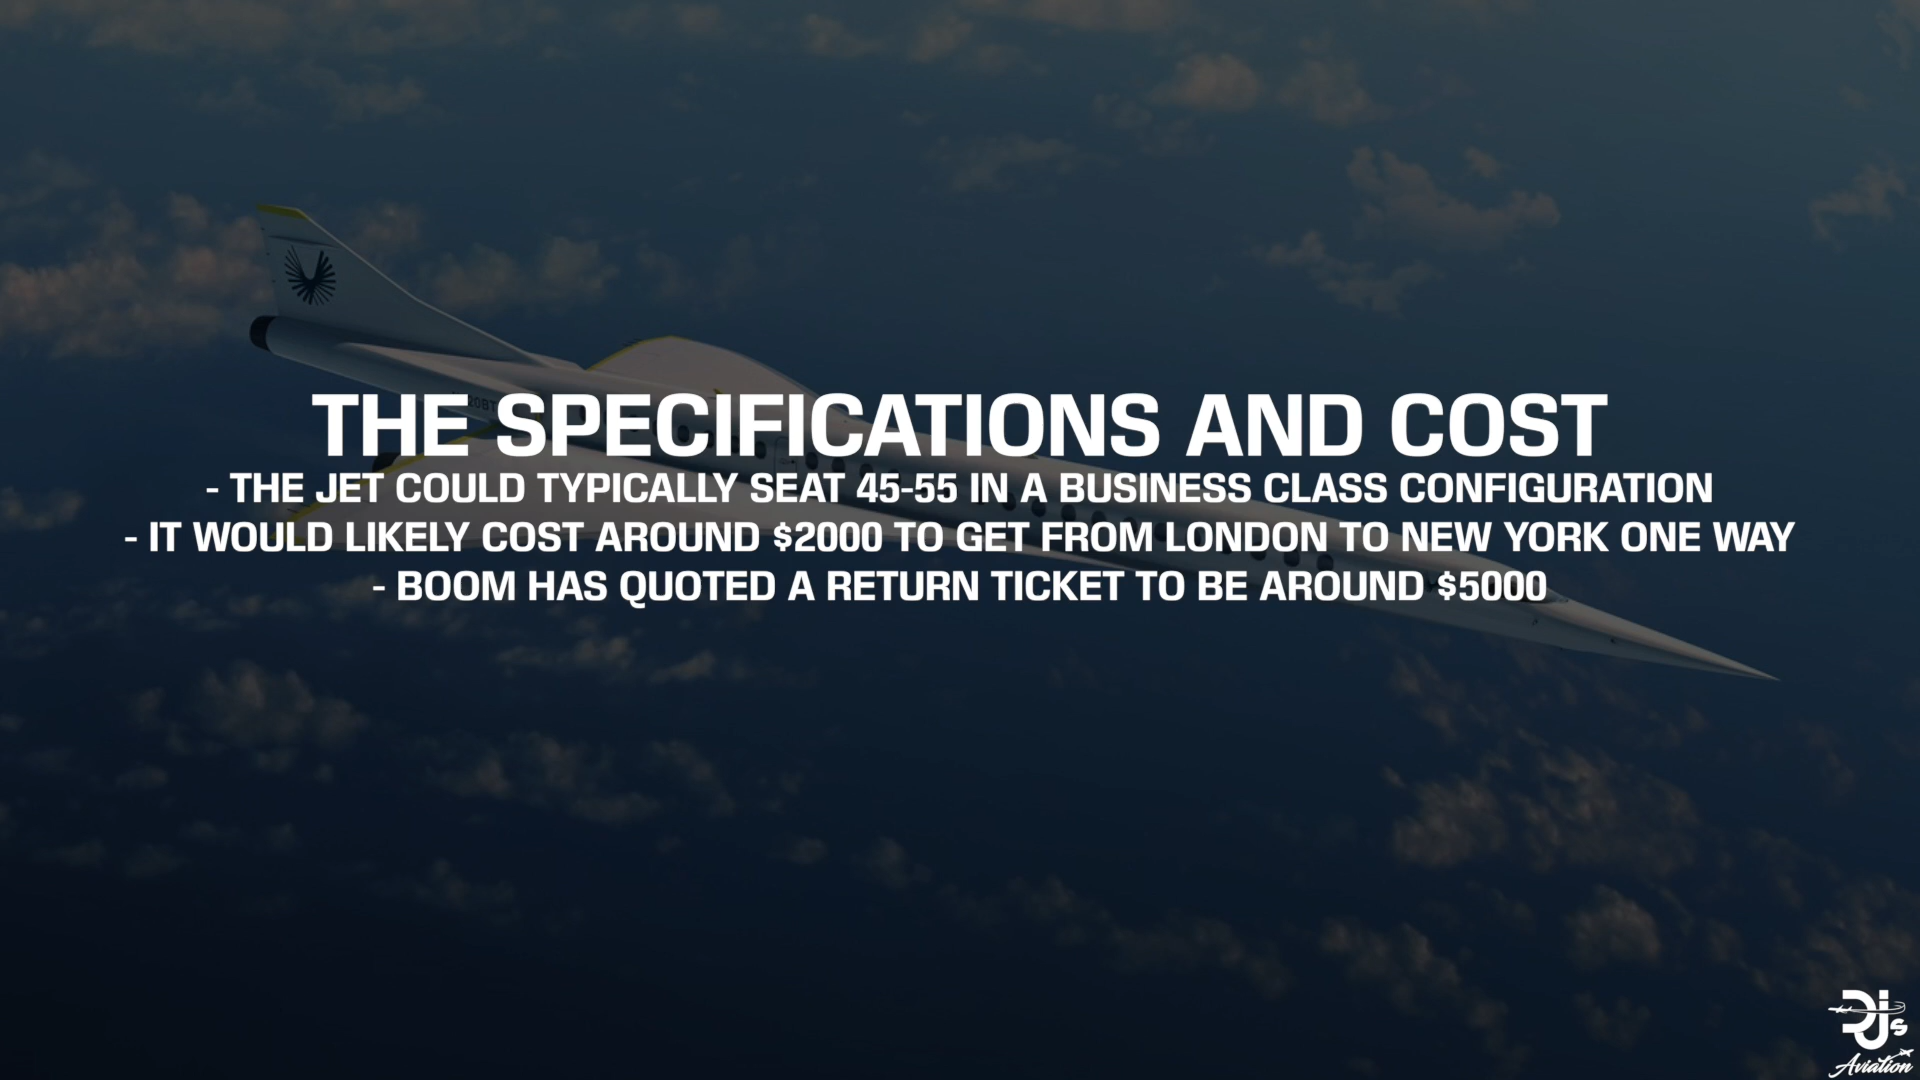 THE SPECIFICATIONS AND COST
- THE JET COULD TYPICALLY SEAT 45-55 IN A BUSINESS CLASS CONFIGURATION
- IT WOULD LIKELY COST AROUND $2000 TO GET FROM LONDON TO NEW YORK ONE WAY
- BOOM HAS QUOTED A RETURN TICKET TO BE AROUND $5000
DJs
Aviation